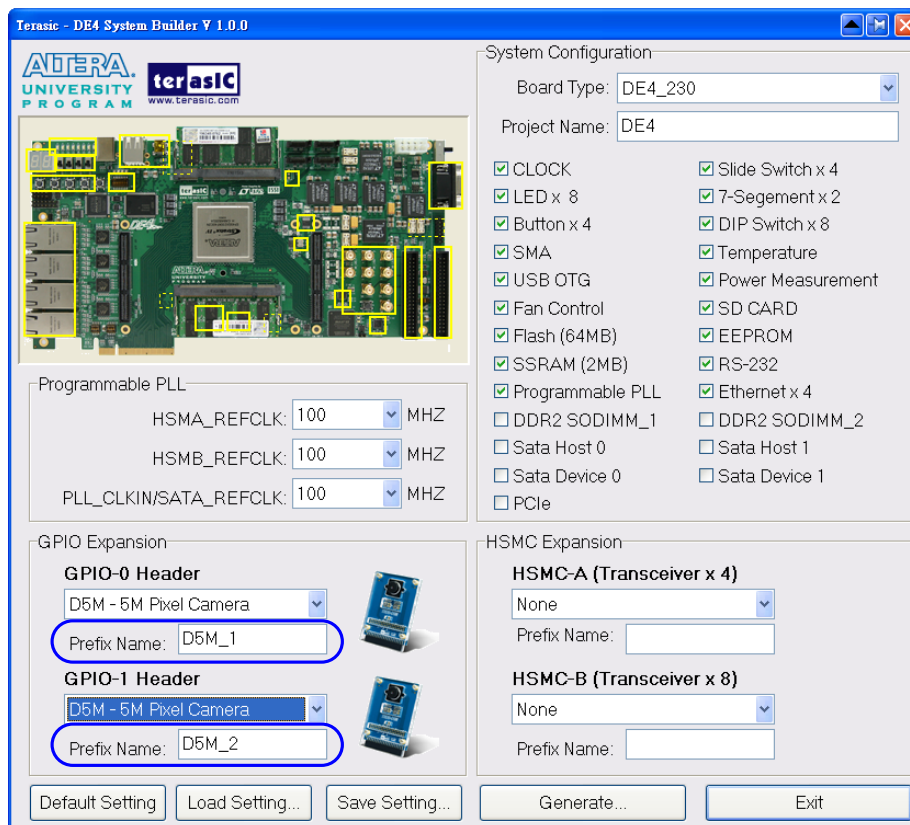 Terasic - DE4 System Builder V 1.0.0
ALTERA
UNIVERSITY
PROGRAM
terasIC
www.terasic.com
System Configuration
Board Type: DE4_230
Project Name: DE4
CLOCK
Slide Switch x 4
LED x 8
7-Segement x 2
Button x 4
DIP Switch x 8
SMA
Temperature
USB OTG
Power Measurement
Fan Control
SD CARD
Flash (64MB)
EEPROM
SSRAM (2MB)
RS-232
Programmable PLL
Ethernet x 4
DDR2 SODIMM_1
DDR2 SODIMM_2
Sata Host 0
Sata Host 1
Sata Device 0
Sata Device 1
PCIe
Programmable PLL
HSMA_REFCLK: 100 MHZ
HSMB_REFCLK: 100 MHZ
PLL_CLKIN/SATA_REFCLK: 100 MHZ
GPIO Expansion
GPIO-0 Header
D5M - 5M Pixel Camera
Prefix Name: D5M_1
GPIO-1 Header
D5M - 5M Pixel Camera
Prefix Name: D5M_2
HSMC Expansion
HSMC-A (Transceiver x 4)
None
Prefix Name:
HSMC-B (Transceiver x 8)
None
Prefix Name:
Default Setting
Load Setting...
Save Setting...
Generate...
Exit